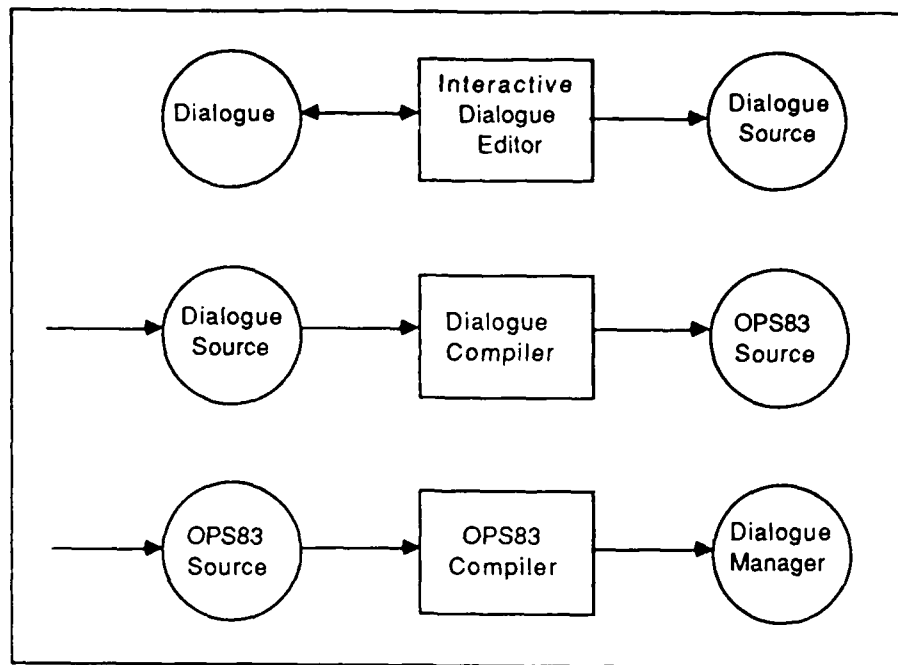 Dialogue
Interactive
Dialogue
Editor
Dialogue
Source
Dialogue
Source
Dialogue
Compiler
OPS83
Source
OPS83
Source
OPS83
Compiler
Dialogue
Manager